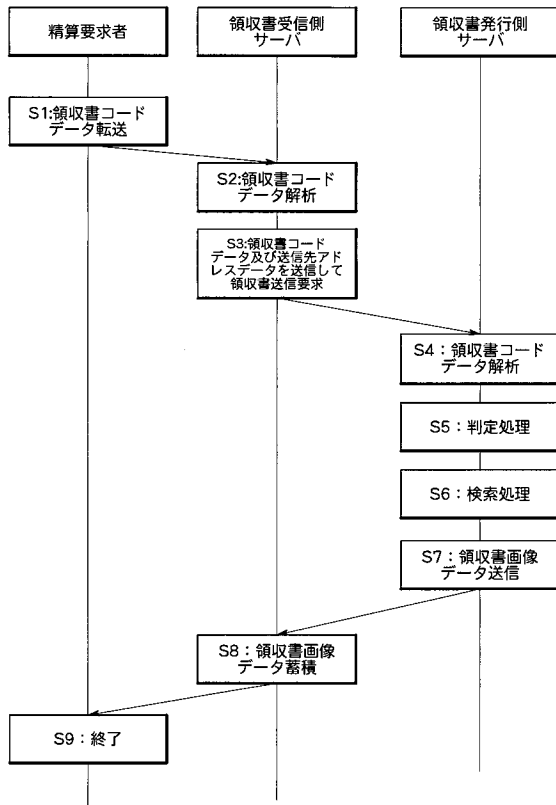 精算要求者
領収書受信側
サーバ
領収書発行側
サーバ
S1:領収書コード
データ転送
S2:領収書コード
データ解析
S3:領収書コード
データ及び送信先アド
レスデータを送信して
領収書送信要求
S4：領収書コード
データ解析
S5：判定処理
S6：検索処理
S7：領収書画像
データ送信
S8：領収書画像
データ蓄積
S9：終了